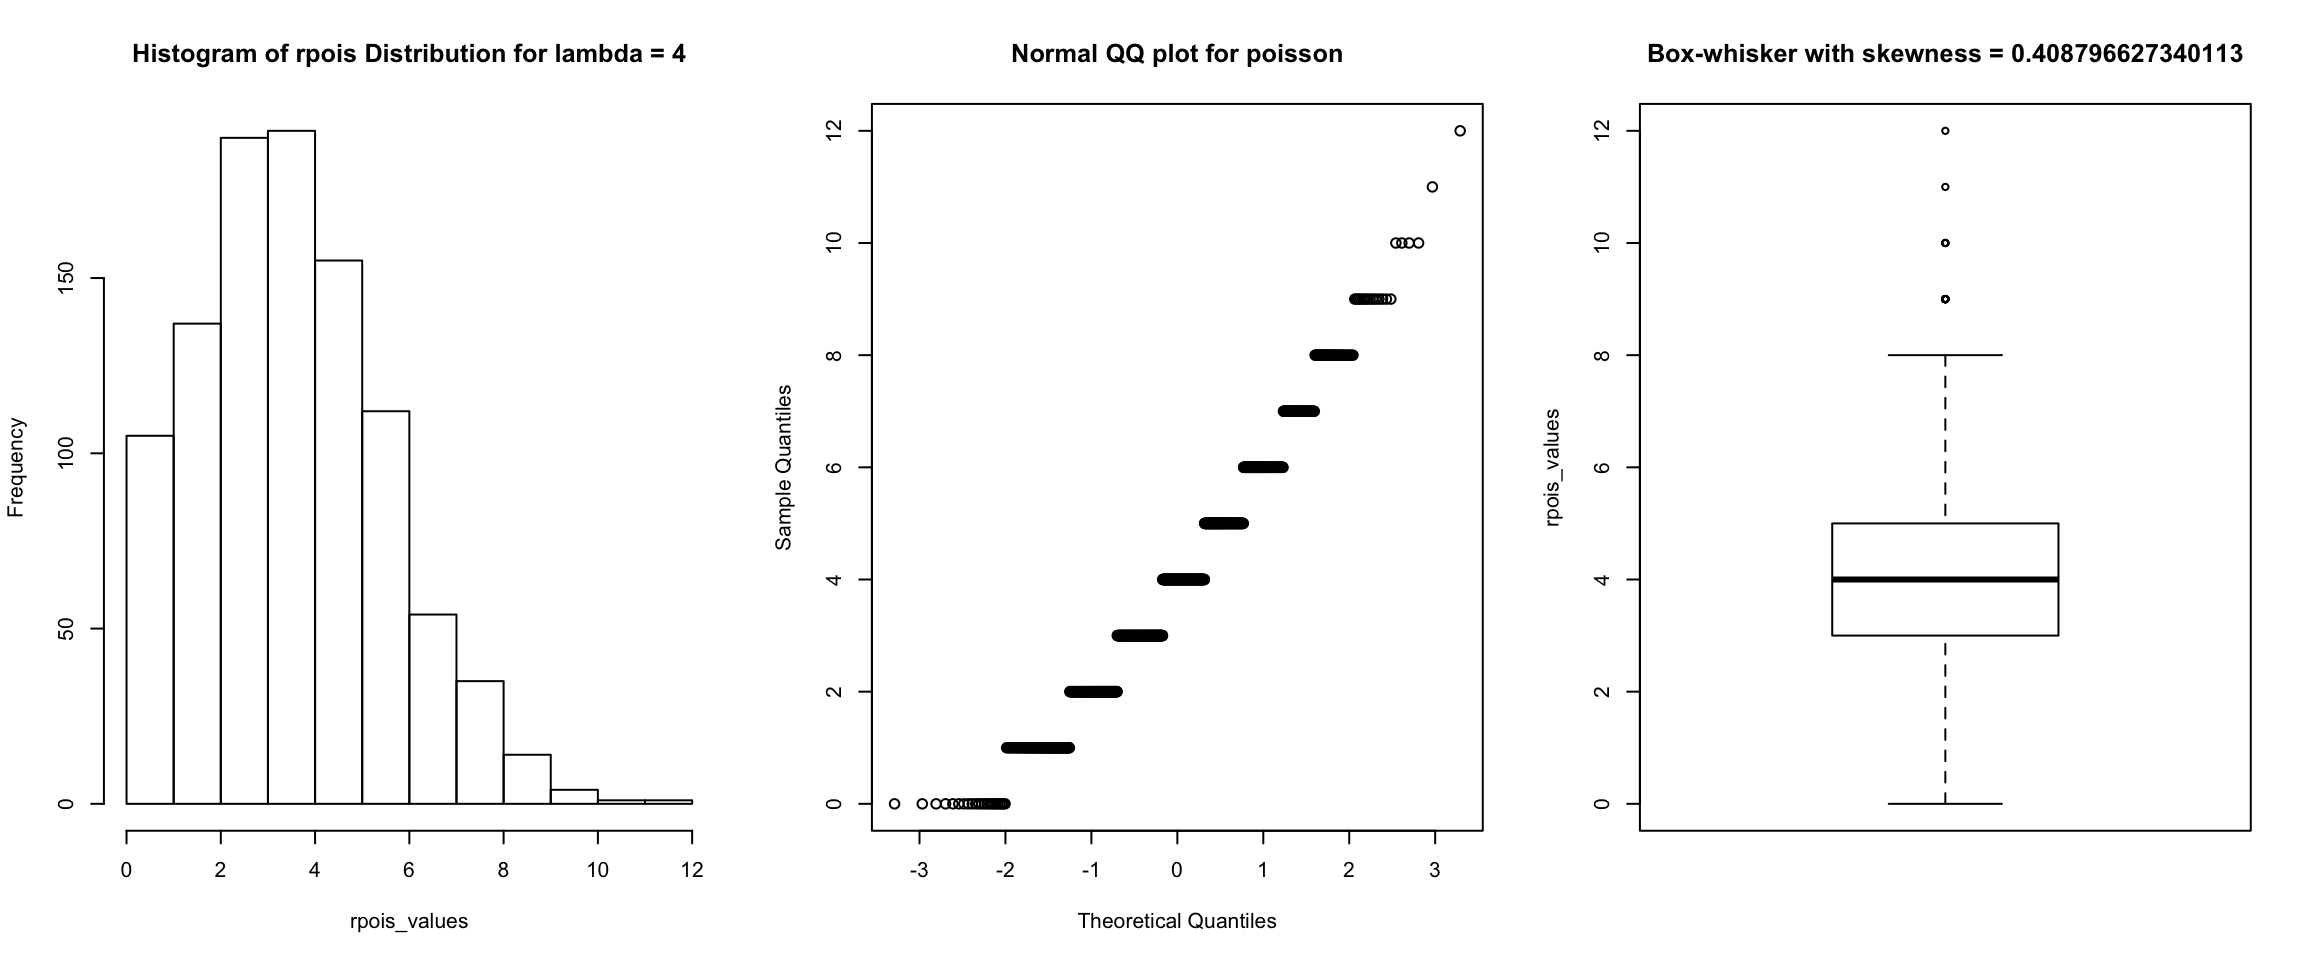 Histogram of rpois Distribution for lambda = 4
Frequency
0
50
100
150
0 2 4 6 8 10 12
rpois_values
Normal QQ plot for poisson
Sample Quantiles
0
2
4
6
8
10
12
-3 -2 -1 0 1 2 3
Theoretical Quantiles
Box-whisker with skewness = 0.408796627340113
rpois_values
0
2
4
6
8
10
12